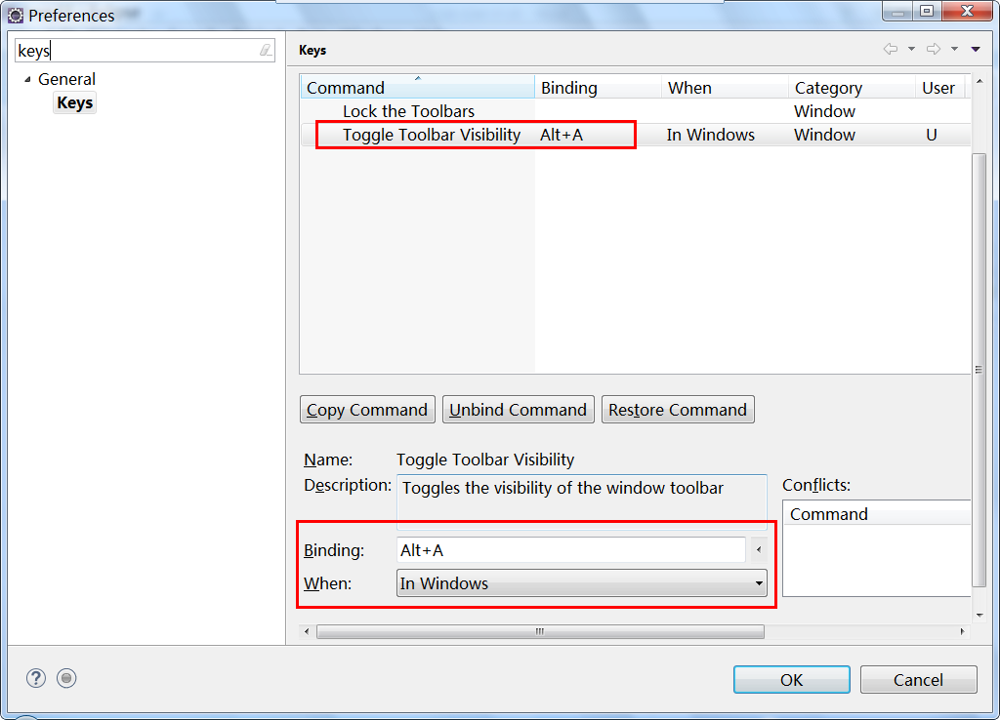 Preferences
keys
General
Keys
Keys
Command Binding When Category User
Lock the Toolbars Window
Toggle Toolbar Visibility Alt+A In Windows Window U
Copy Command Unbind Command Restore Command
Name: Toggle Toolbar Visibility
Description: Toggles the visibility of the window toolbar
Conflicts:
Command
Binding: Alt+A
When: In Windows
OK Cancel